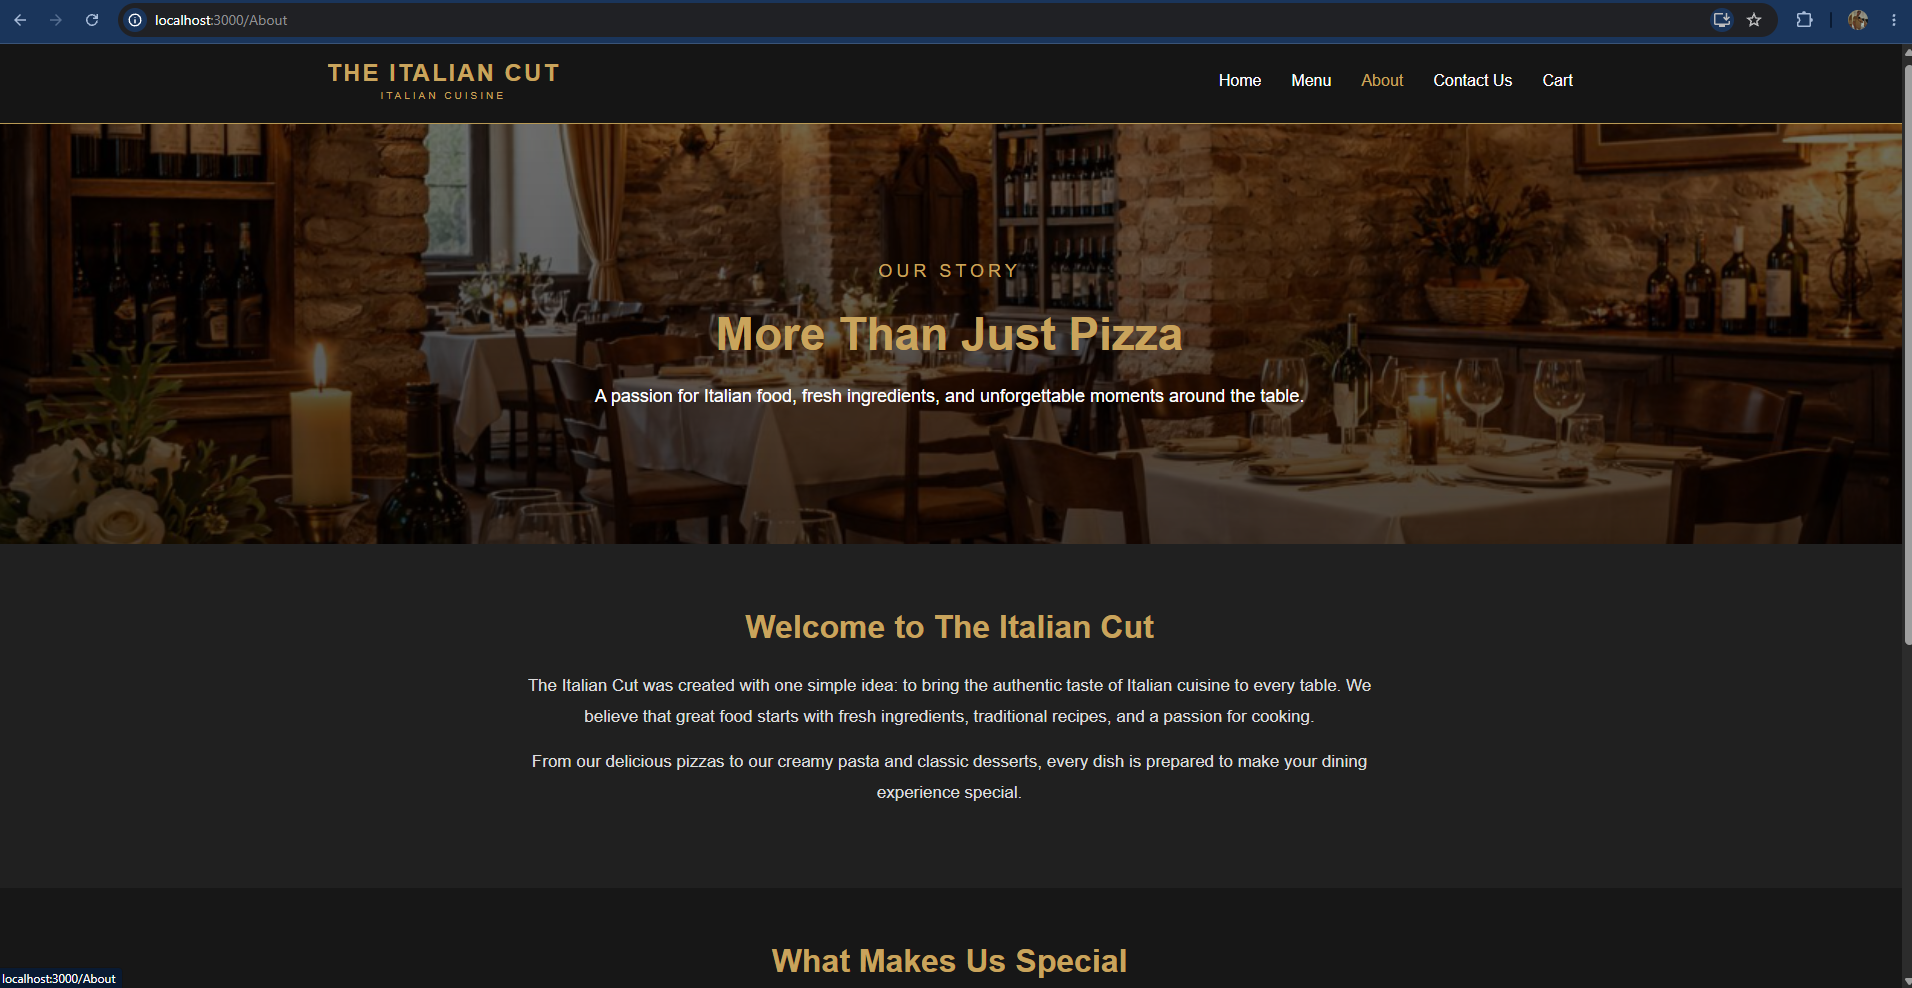 localhost:3000/About
THE ITALIAN CUT
ITALIAN CUISINE
Home Menu About Contact Us Cart
OUR STORY
More Than Just Pizza
A passion for Italian food, fresh ingredients, and unforgettable moments around the table.
Welcome to The Italian Cut
The Italian Cut was created with one simple idea: to bring the authentic taste of Italian cuisine to every table. We
believe that great food starts with fresh ingredients, traditional recipes, and a passion for cooking.
From our delicious pizzas to our creamy pasta and classic desserts, every dish is prepared to make your dining
experience special.
What Makes Us Special
localhost:3000/About